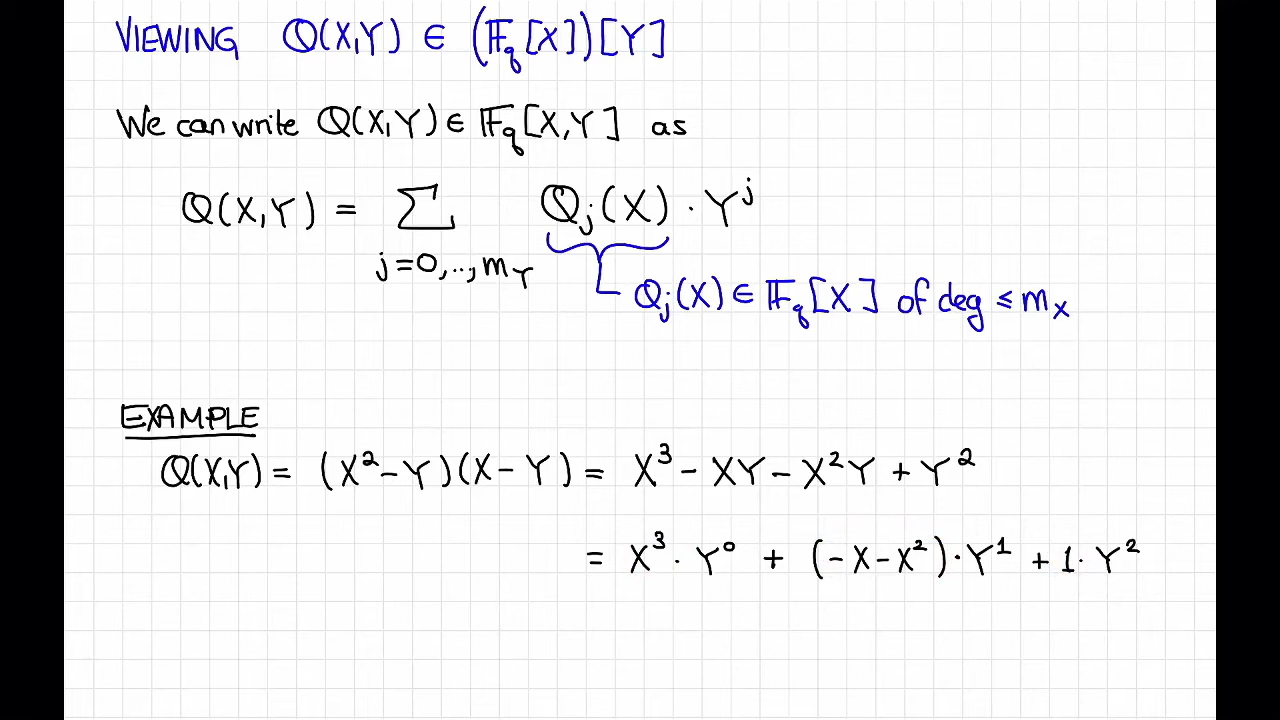 VIEWING Q(X,Y) ∈ (𝔽_q[X])[Y]
We can write Q(X,Y) ∈ 𝔽_q[X,Y] as
Q(X,Y) = ∑_{j=0,..,m_Y} Q_j(X) · Y^j
Q_j(X) ∈ 𝔽_q[X] of deg ≤ m_X
EXAMPLE
Q(X,Y) = (X²-Y)(X-Y) = X³ - XY - X²Y + Y²
= X³ · Y⁰ + (-X-X²)·Y¹ + 1·Y²